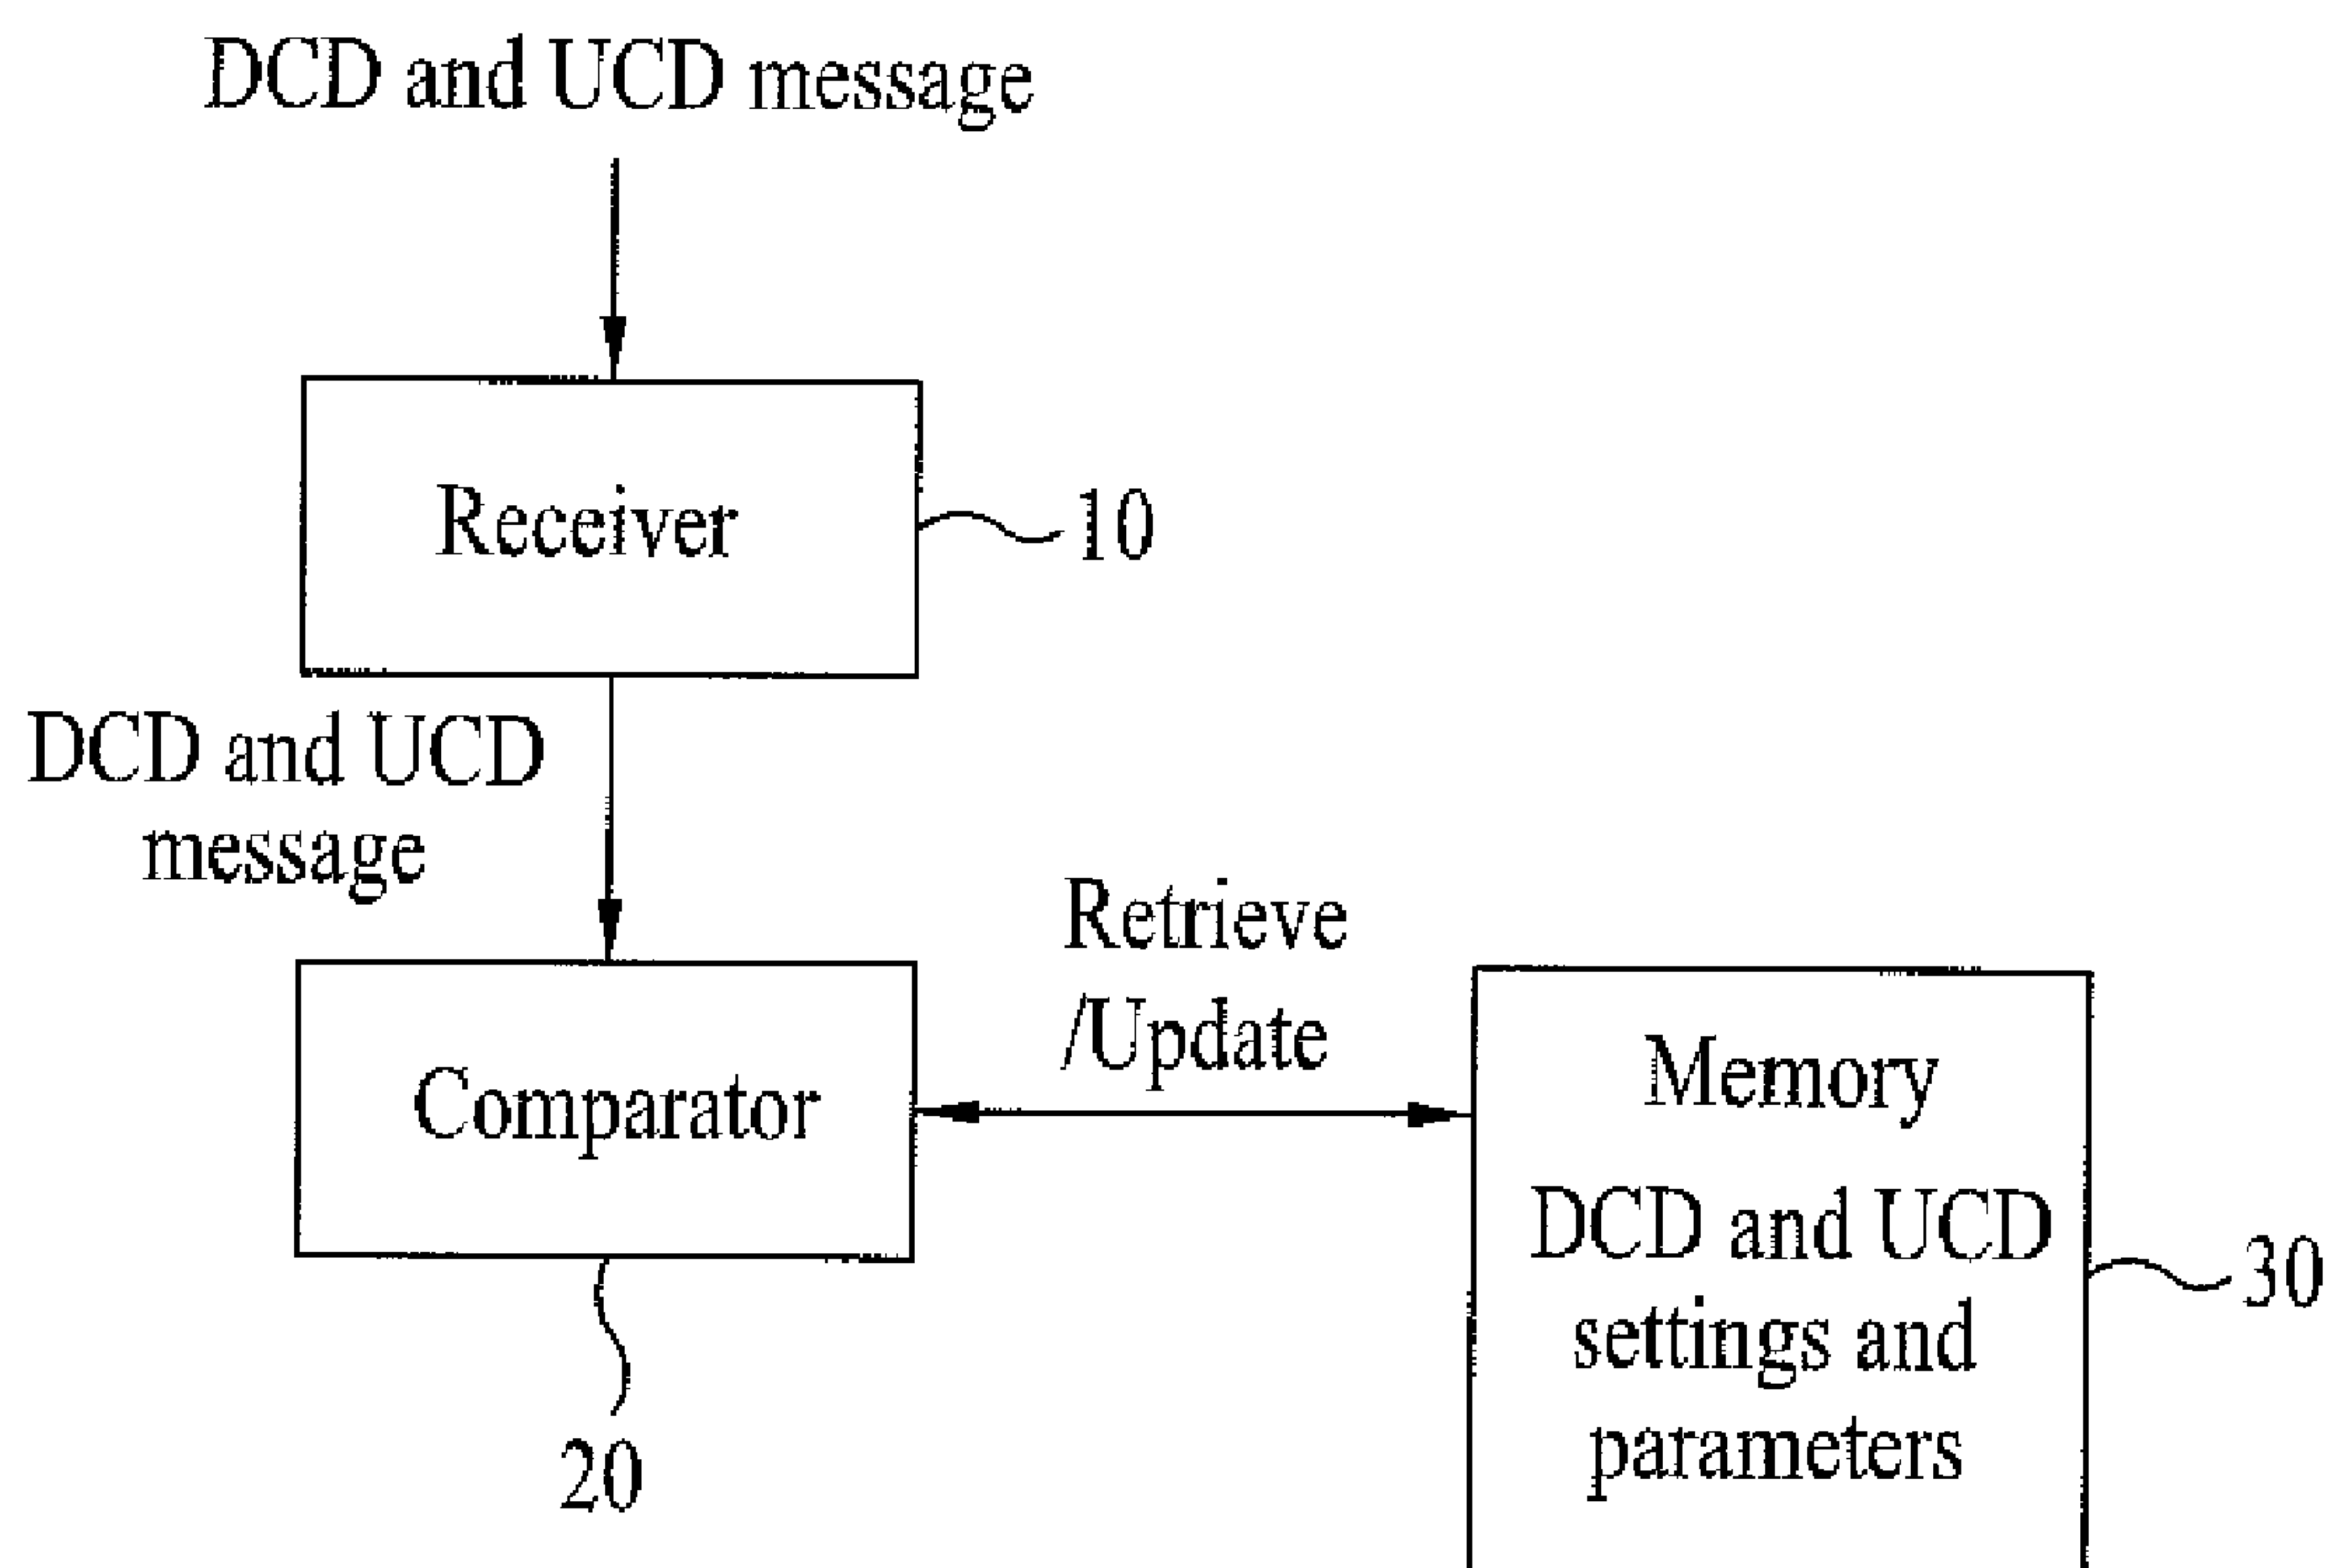 DCD and UCD message
Receiver
10
DCD and UCD
message
Retrieve
/Update
Comparator
20
Memory
DCD and UCD
settings and
parameters
30